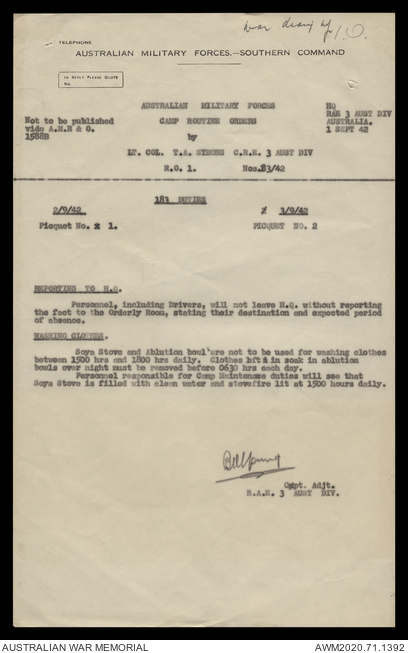 war diary
TELEPHONE
AUSTRALIAN MILITARY FORCES.—SOUTHERN COMMAND
IN REPLY PLEASE QUOTE
No.
AUSTRALIAN MILITARY FORCES
HQ
RAE 3 AUST DIV
Not to be published
CAMP ROUTINE ORDERS
AUSTRALIA.
vide A.M.R & O.
1 SEPT 42
1588B
by
LT. COL. T.A. SYMONS C.R.E. 3 AUST DIV
R.O. 1.
Nos.83/42
183 DUTIES
2/9/42
3/9/42
Picquet No. 1.
PICQUET NO. 2
REPORTING TO H.Q.
Personnel, including Drivers, will not leave H.Q. without reporting
the fact to the Orderly Room, stating their destination and expected period
of absence.
WASHING CLOTHES.
Soya Stove and Ablution bowl are not to be used for washing clothes
between 1500 hrs and 1800 hrs daily. Clothes left in soak in ablution
bowls over night must be removed before 0630 hrs each day.
Personnel responsible for Camp Maintenance duties will see that
Soya Stove is filled with clean water and stovefire lit at 1500 hours daily.
Capt. Adjt.
R.A.E. 3 AUST DIV.
AUSTRALIAN WAR MEMORIAL
AWM2020.71.1392